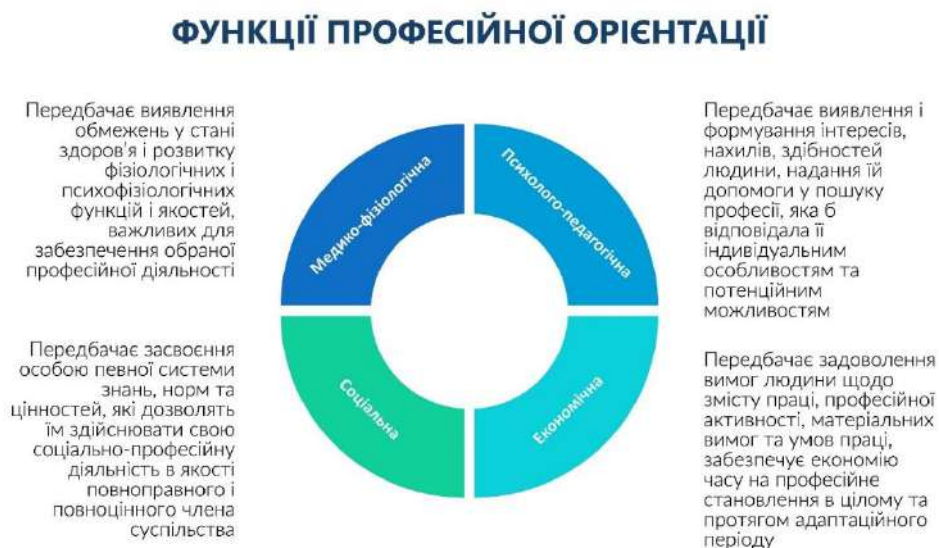 ФУНКЦІЇ ПРОФЕСІЙНОЇ ОРІЄНТАЦІЇ
Передбачає виявлення
обмежень у стані
здоров'я і розвитку
фізіологічних і
психофізіологічних
функцій і якостей,
важливих для
забезпечення обраної
професійної діяльності
Медико-фізіологічна
Психолого-педагогічна
Передбачає виявлення і
формування інтересів,
нахилів, здібностей
людини, надання їй
допомоги у пошуку
професії, яка б
відповідала її
індивідуальним
особливостям та
потенційним
можливостям
Передбачає засвоєння
особою певної системи
знань, норм та
цінностей, які дозволять
їм здійснювати свою
соціально-професійну
діяльність в якості
повноправного і
повноцінного члена
суспільства
Соціальна
Економічна
Передбачає задоволення
вимог людини щодо
змісту праці, професійної
активності, матеріальних
вимог та умов праці,
забезпечує економію
часу на професійне
становлення в цілому та
протягом адаптаційного
періоду